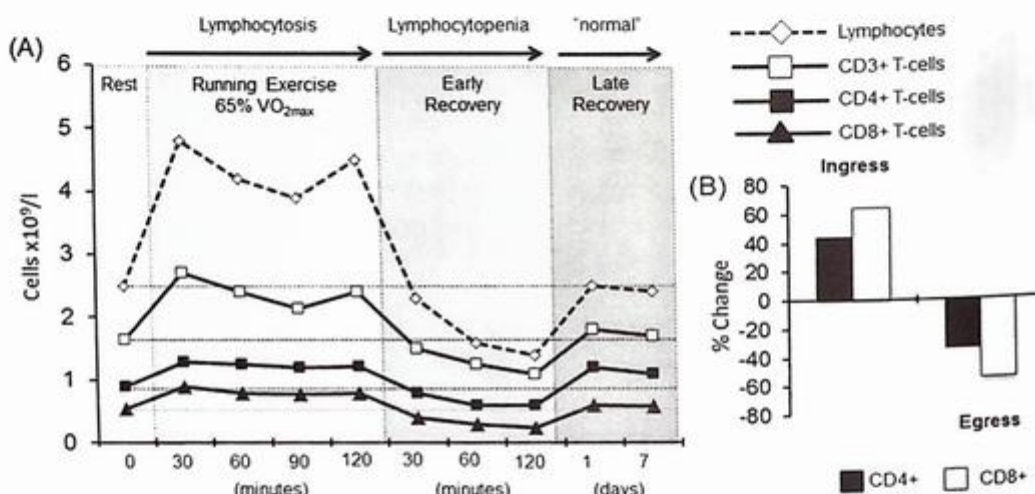 Lymphocytosis Lymphocytopenia "normal"
(A)
Rest Running Exercise 65% VO2max Early Recovery Late Recovery
Cells x10⁹/l
6
5
4
3
2
1
0
0 30 60 90 120 30 60 120 1 7
(minutes) (minutes) (days)
Lymphocytes
CD3+ T-cells
CD4+ T-cells
CD8+ T-cells
(B)
Ingress
% Change
80
60
40
20
0
-20
-40
-60
-80
Egress
CD4+ CD8+